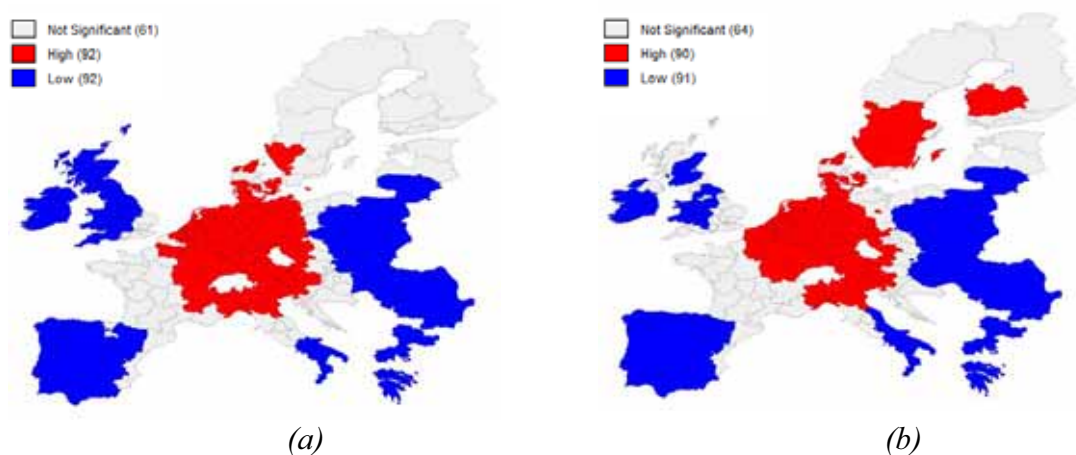 Not Significant (61)
High (92)
Low (92)
Not Significant (64)
High (90)
Low (91)
(a)
(b)